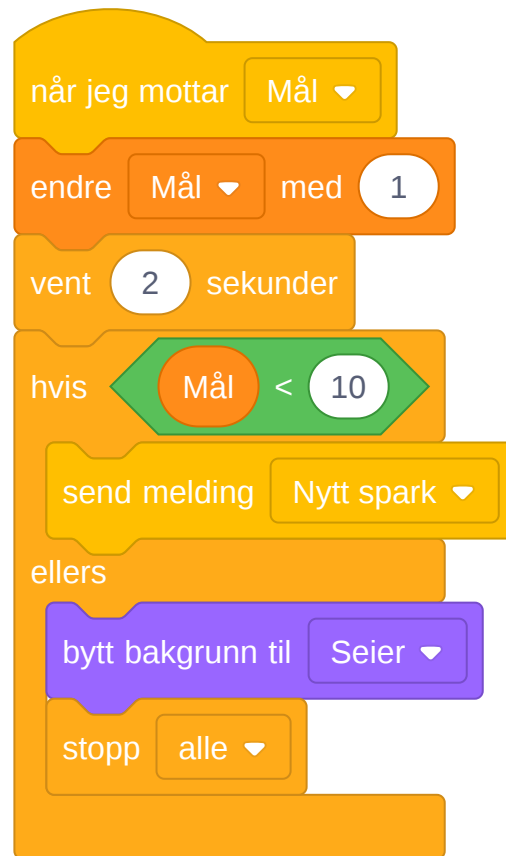 når jeg mottar Mål
endre Mål med 1
vent 2 sekunder
hvis Mål < 10
send melding Nytt spark
ellers
bytt bakgrunn til Seier
stopp alle